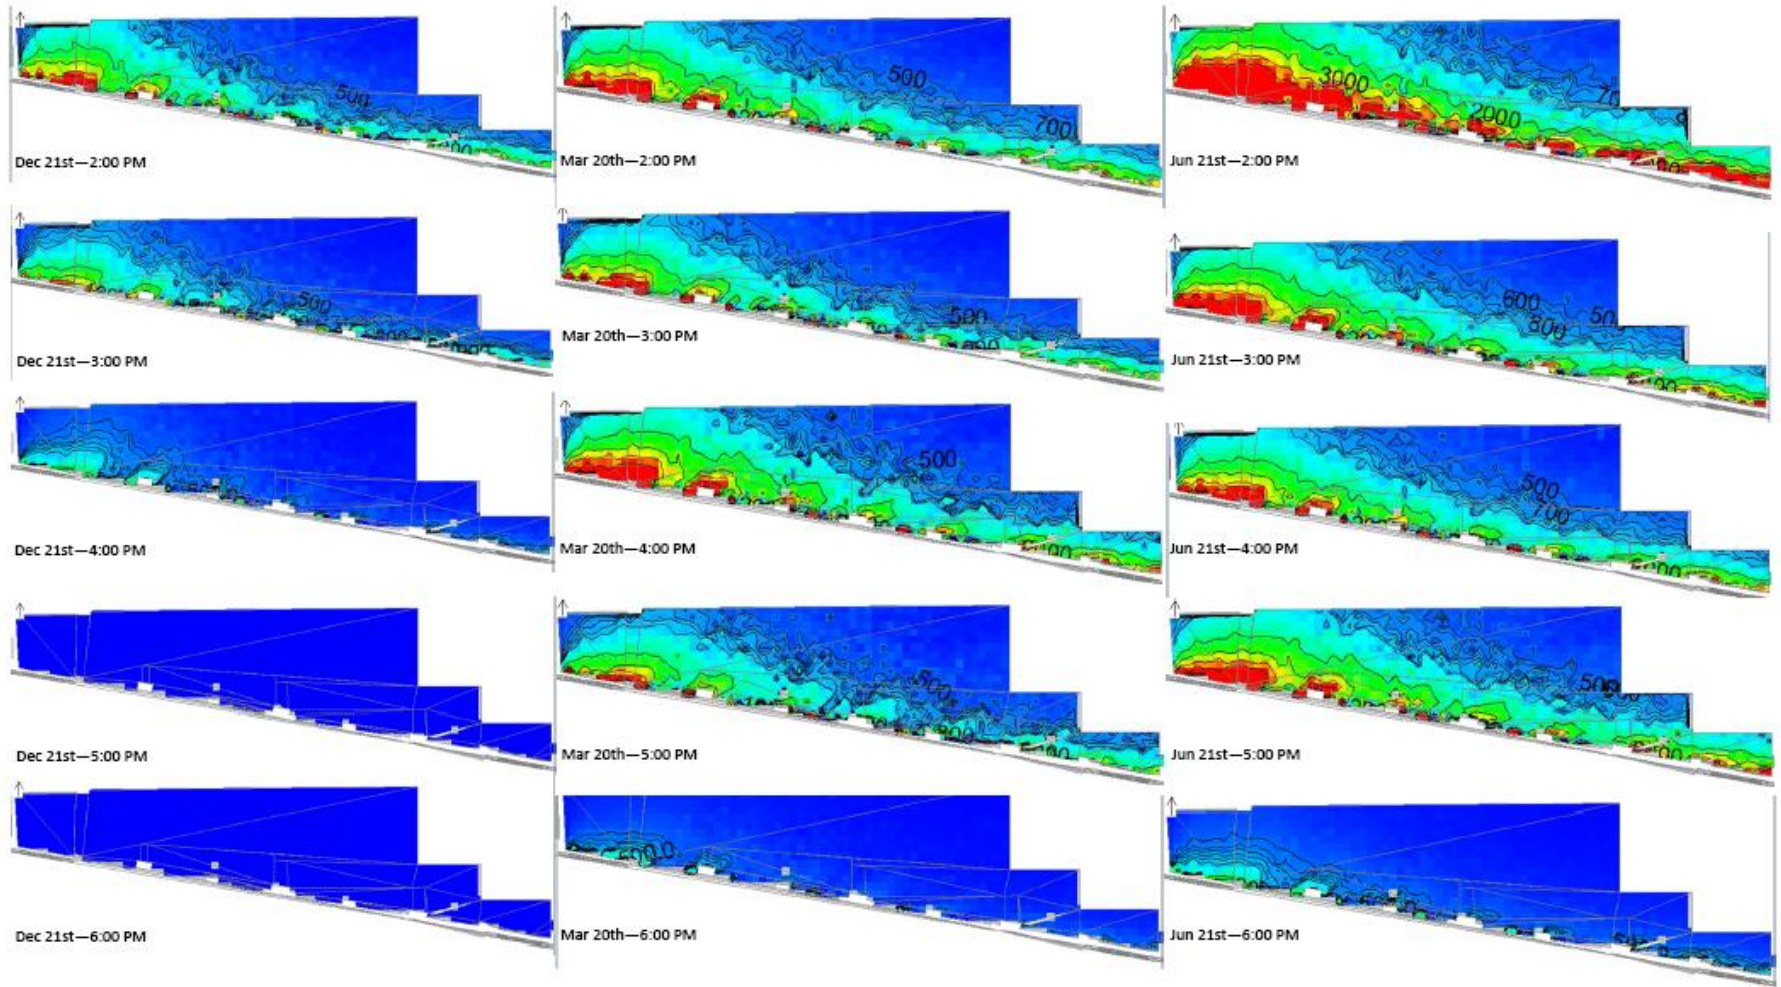 500
500
3000
2000
70
700
Dec 21st—2:00 PM
Mar 20th—2:00 PM
Jun 21st—2:00 PM
500
500
600
800
50
Dec 21st—3:00 PM
Mar 20th—3:00 PM
Jun 21st—3:00 PM
500
500
700
Dec 21st—4:00 PM
Mar 20th—4:00 PM
Jun 21st—4:00 PM
500
500
Dec 21st—5:00 PM
Mar 20th—5:00 PM
Jun 21st—5:00 PM
Dec 21st—6:00 PM
Mar 20th—6:00 PM
Jun 21st—6:00 PM